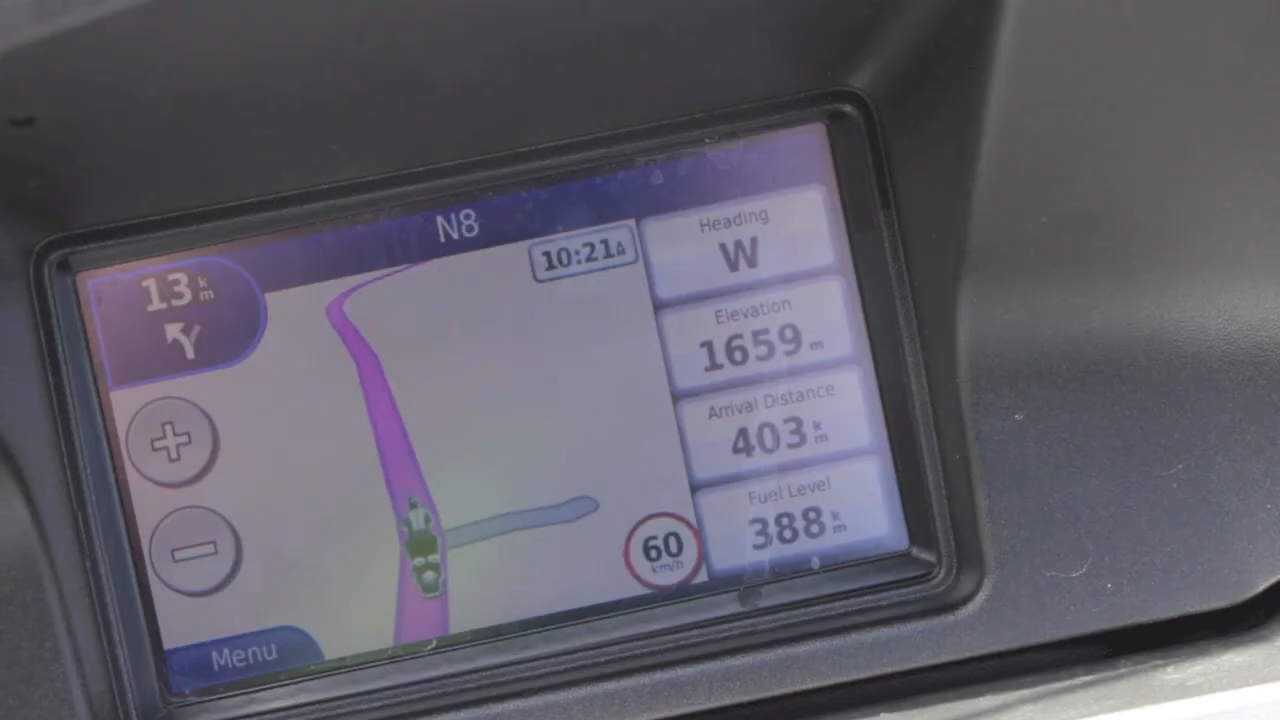 N8
13 km
10:21A
Heading
W
Elevation
1659 m
Arrival Distance
403 km
Fuel Level
388 km
60
km/h
Menu